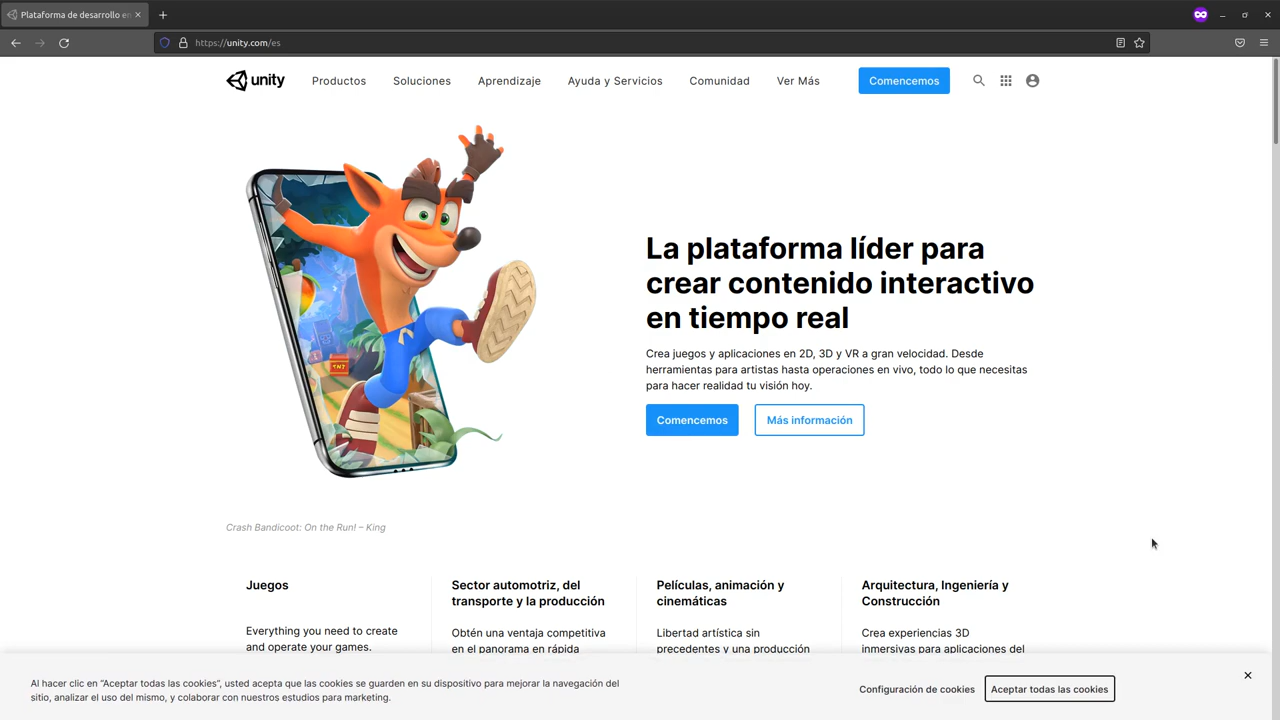 Plataforma de desarrollo en
https://unity.com/es
unity
Productos
Soluciones
Aprendizaje
Ayuda y Servicios
Comunidad
Ver Más
Comencemos
La plataforma líder para
crear contenido interactivo
en tiempo real
Crea juegos y aplicaciones en 2D, 3D y VR a gran velocidad. Desde
herramientas para artistas hasta operaciones en vivo, todo lo que necesitas
para hacer realidad tu visión hoy.
Comencemos
Más información
TNT
Crash Bandicoot: On the Run! – King
Juegos
Everything you need to create
and operate your games.
Sector automotriz, del
transporte y la producción
Obtén una ventaja competitiva
en el panorama en rápida
Películas, animación y
cinemáticas
Libertad artística sin
precedentes y una producción
Arquitectura, Ingeniería y
Construcción
Crea experiencias 3D
inmersivas para aplicaciones del
Al hacer clic en “Aceptar todas las cookies”, usted acepta que las cookies se guarden en su dispositivo para mejorar la navegación del
sitio, analizar el uso del mismo, y colaborar con nuestros estudios para marketing.
Configuración de cookies
Aceptar todas las cookies